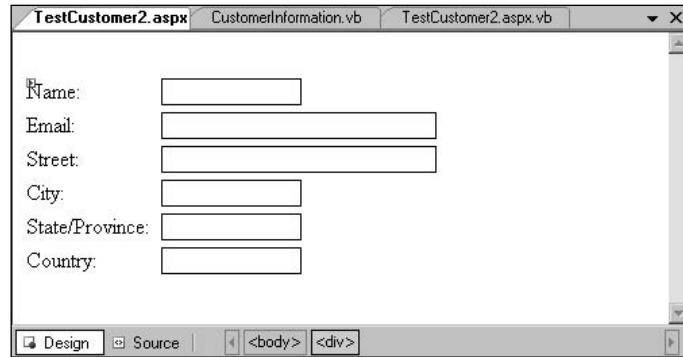 TestCustomer2.aspx CustomerInformation.vb TestCustomer2.aspx.vb
Name:
Email:
Street:
City:
State/Province:
Country:
Design Source <body> <div>